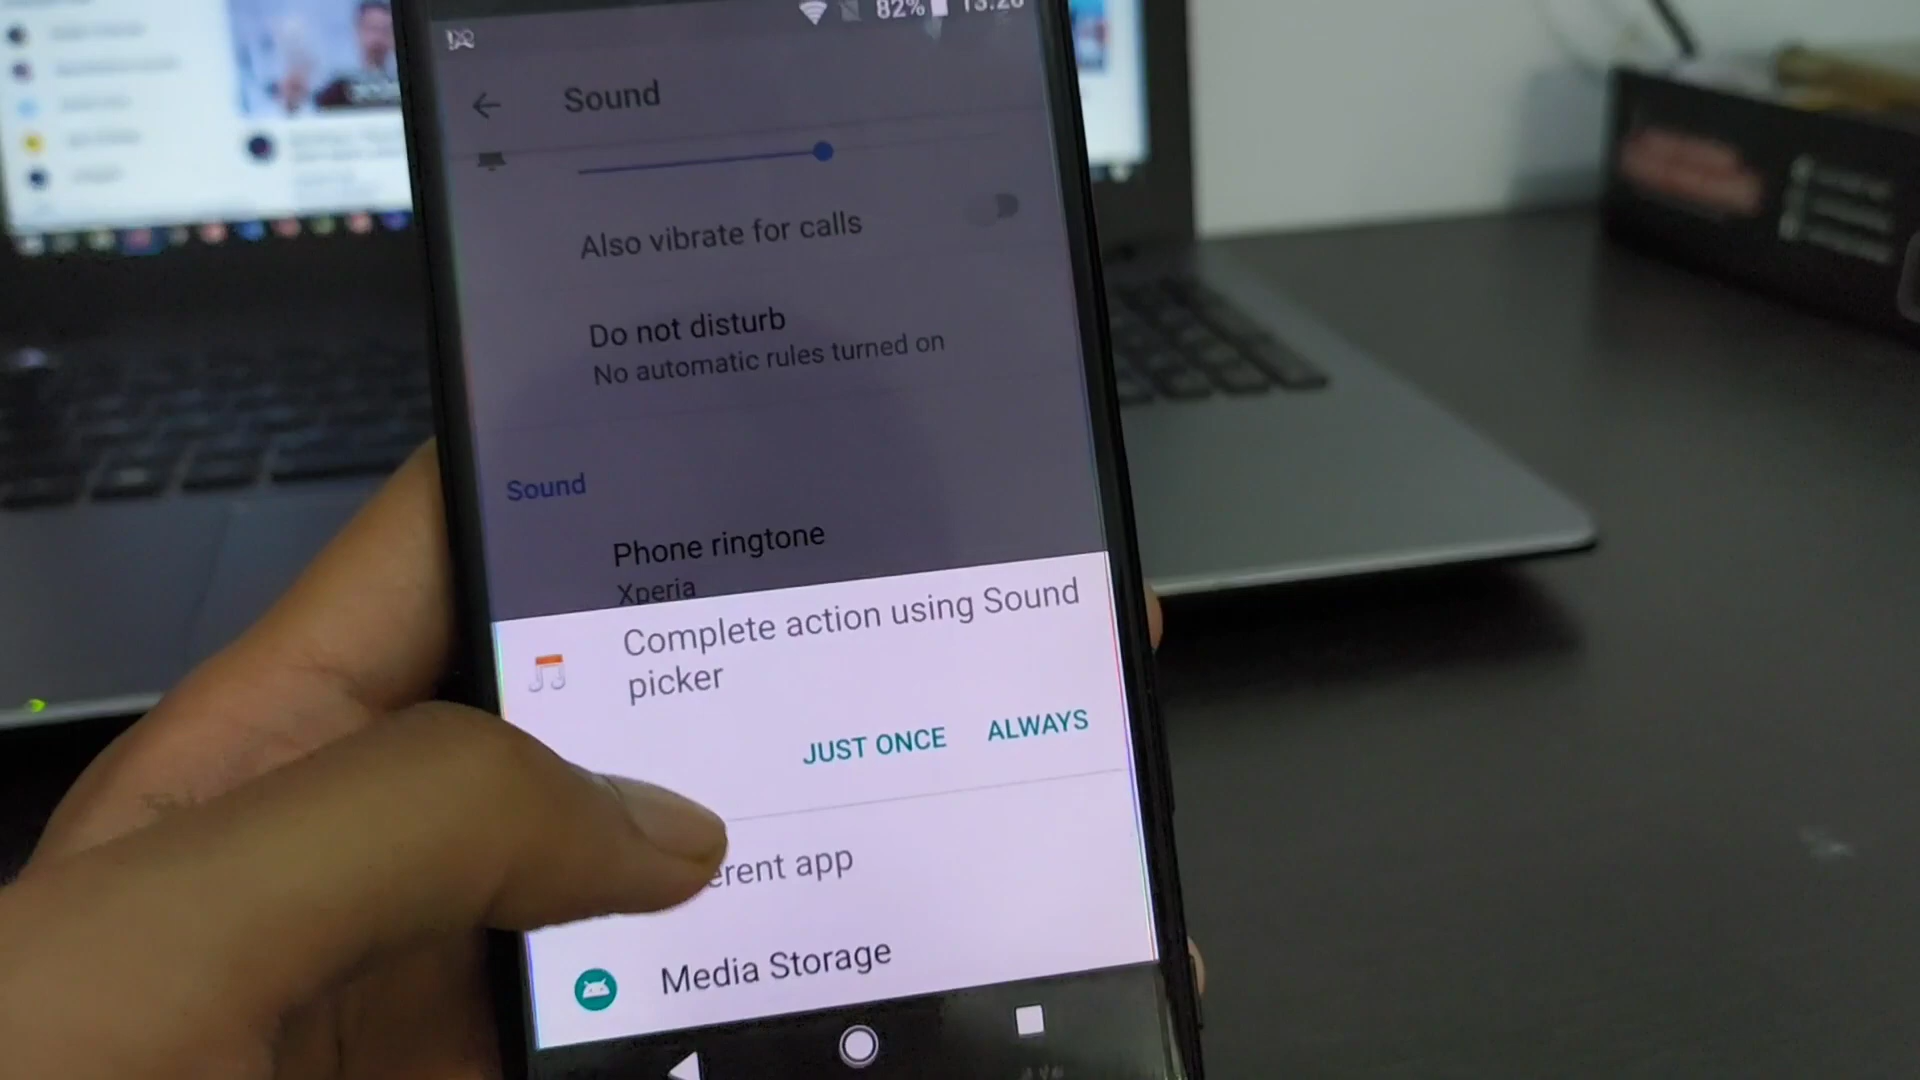 82%
Sound
Also vibrate for calls
Do not disturb
No automatic rules turned on
Sound
Phone ringtone
Xperia
Complete action using Sound
picker
JUST ONCE
ALWAYS
app
Media Storage